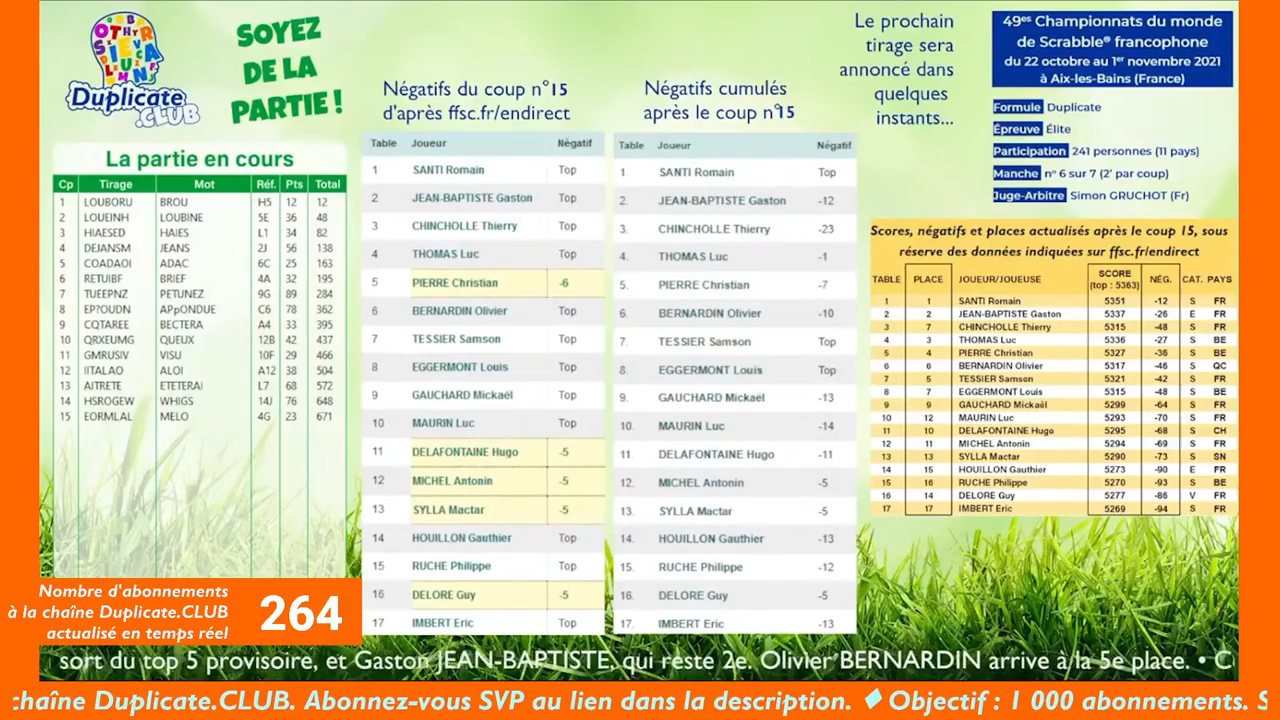 Duplicate
.CLUB
SOYEZ
DE LA
PARTIE !
La partie en cours
Cp Tirage Mot Réf. Pts Total
1 LOUBORU BROU H5 12 12
2 LOUEINH LOUBINE 5E 36 48
3 HIAESED HAIES L1 34 82
4 DEJANSM JEANS 2J 56 138
5 COADAOI ADAC 6C 25 163
6 RETUIBF BRIEF 4A 32 195
7 TUEEPNZ PETUNEZ 9G 89 284
8 EP?OUDN APpONDUE C6 78 362
9 CQTAREE BECTERA A4 33 395
10 QRXEUMG QUEUX 12B 42 437
11 GMRUSIV VISU 10F 29 466
12 IITALAO ALOI A12 38 504
13 AITRETE ETETERAI L7 68 572
14 HSROGEW WHIGS 14J 76 648
15 EORMLAL MELO 4G 23 671
Négatifs du coup n°15
d'après ffsc.fr/endirect
Table Joueur Négatif
1 SANTI Romain Top
2 JEAN-BAPTISTE Gaston Top
3 CHINCHOLLE Thierry Top
4 THOMAS Luc Top
5 PIERRE Christian -6
6 BERNARDIN Olivier Top
7 TESSIER Samson Top
8 EGGERMONT Louis Top
9 GAUCHARD Mickaël Top
10 MAURIN Luc Top
11 DELAFONTAINE Hugo -5
12 MICHEL Antonin -5
13 SYLLA Mactar -5
14 HOUILLON Gauthier Top
15 RUCHE Philippe Top
16 DELORE Guy -5
17 IMBERT Eric Top
Négatifs cumulés
après le coup n°15
Table Joueur Négatif
1. SANTI Romain Top
2. JEAN-BAPTISTE Gaston -12
3. CHINCHOLLE Thierry -23
4. THOMAS Luc -1
5. PIERRE Christian -7
6. BERNARDIN Olivier -10
7. TESSIER Samson Top
8. EGGERMONT Louis Top
9. GAUCHARD Mickaël -13
10. MAURIN Luc -14
11. DELAFONTAINE Hugo -11
12. MICHEL Antonin -5
13. SYLLA Mactar -5
14. HOUILLON Gauthier -13
15. RUCHE Philippe -12
16. DELORE Guy -5
17. IMBERT Eric -13
Le prochain
tirage sera
annoncé dans
quelques
instants...
49es Championnats du monde
de Scrabble® francophone
du 22 octobre au 1er novembre 2021
à Aix-les-Bains (France)
Formule Duplicate
Épreuve Élite
Participation 241 personnes (11 pays)
Manche n° 6 sur 7 (2' par coup)
Juge-Arbitre Simon GRUCHOT (Fr)
Scores, négatifs et places actualisés après le coup 15, sous
réserve des données indiquées sur ffsc.fr/endirect
TABLE PLACE JOUEUR/JOUEUSE SCORE (top : 5363) NÉG. CAT. PAYS
1 1 SANTI Romain 5351 -12 S FR
2 2 JEAN-BAPTISTE Gaston 5337 -26 E FR
3 7 CHINCHOLLE Thierry 5315 -48 S FR
4 3 THOMAS Luc 5336 -27 S BE
5 4 PIERRE Christian 5327 -36 S BE
6 6 BERNARDIN Olivier 5317 -46 S QC
7 5 TESSIER Samson 5321 -42 S FR
8 7 EGGERMONT Louis 5315 -48 S BE
9 9 GAUCHARD Mickaël 5299 -64 S FR
10 12 MAURIN Luc 5293 -70 S FR
11 10 DELAFONTAINE Hugo 5295 -68 S CH
12 11 MICHEL Antonin 5294 -69 S FR
13 13 SYLLA Mactar 5290 -73 S SN
14 15 HOUILLON Gauthier 5273 -90 E FR
15 16 RUCHE Philippe 5270 -93 S BE
16 14 DELORE Guy 5277 -86 V FR
17 17 IMBERT Eric 5269 -94 S FR
Nombre d'abonnements
à la chaîne Duplicate.CLUB
actualisé en temps réel
264
sort du top 5 provisoire, et Gaston JEAN-BAPTISTE, qui reste 2e. Olivier BERNARDIN arrive à la 5e place. • C
chaîne Duplicate.CLUB. Abonnez-vous SVP au lien dans la description. ♦ Objectif : 1 000 abonnements. S